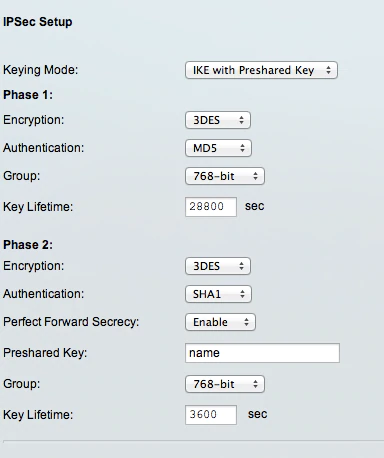 IPSec Setup
Keying Mode: IKE with Preshared Key
Phase 1:
Encryption: 3DES
Authentication: MD5
Group: 768-bit
Key Lifetime: 28800 sec
Phase 2:
Encryption: 3DES
Authentication: SHA1
Perfect Forward Secrecy: Enable
Preshared Key: name
Group: 768-bit
Key Lifetime: 3600 sec